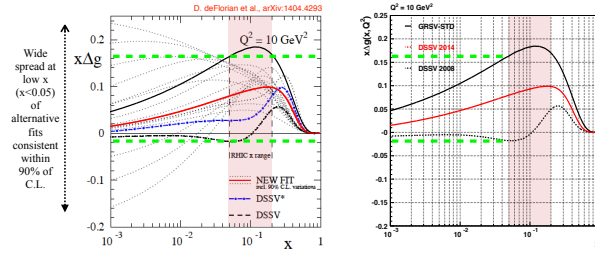 D. deFlorian et al., arXiv:1404.4293
Wide
spread at
low x
(x<0.05)
of
alternative
fits
consistent
within
90% of
C.L.
xΔg
Q² = 10 GeV²
0.2
0.1
0
-0.1
-0.2
RHIC x range
NEW FIT
incl. 90% C.L. variations
DSSV*
DSSV
10⁻³
10⁻²
10⁻¹
x
1
Q² = 10 GeV²
xΔg(x, Q²)
0.25
0.2
0.15
0.1
0.05
0
-0.05
-0.1
-0.15
-0.2
GRSV-STD
DSSV 2014
DSSV 2008
10⁻³
10⁻²
10⁻¹